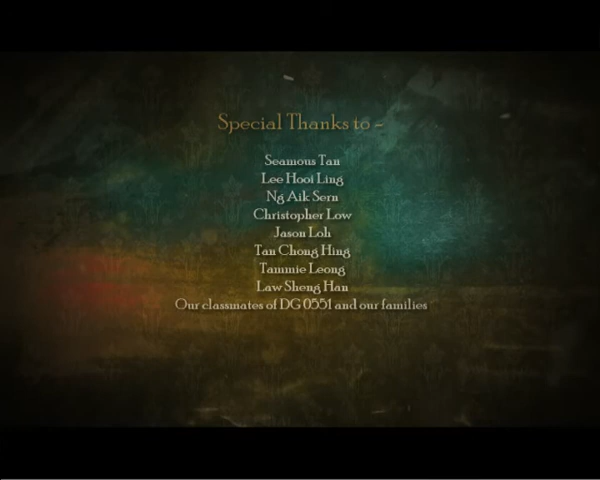 Special Thanks to ~
Seamous Tan
Lee Hooi Ling
Ng Aik Sern
Christopher Low
Jason Loh
Tan Chong Hing
Tammie Leong
Law Sheng Han
Our classmates of DG 0551 and our families